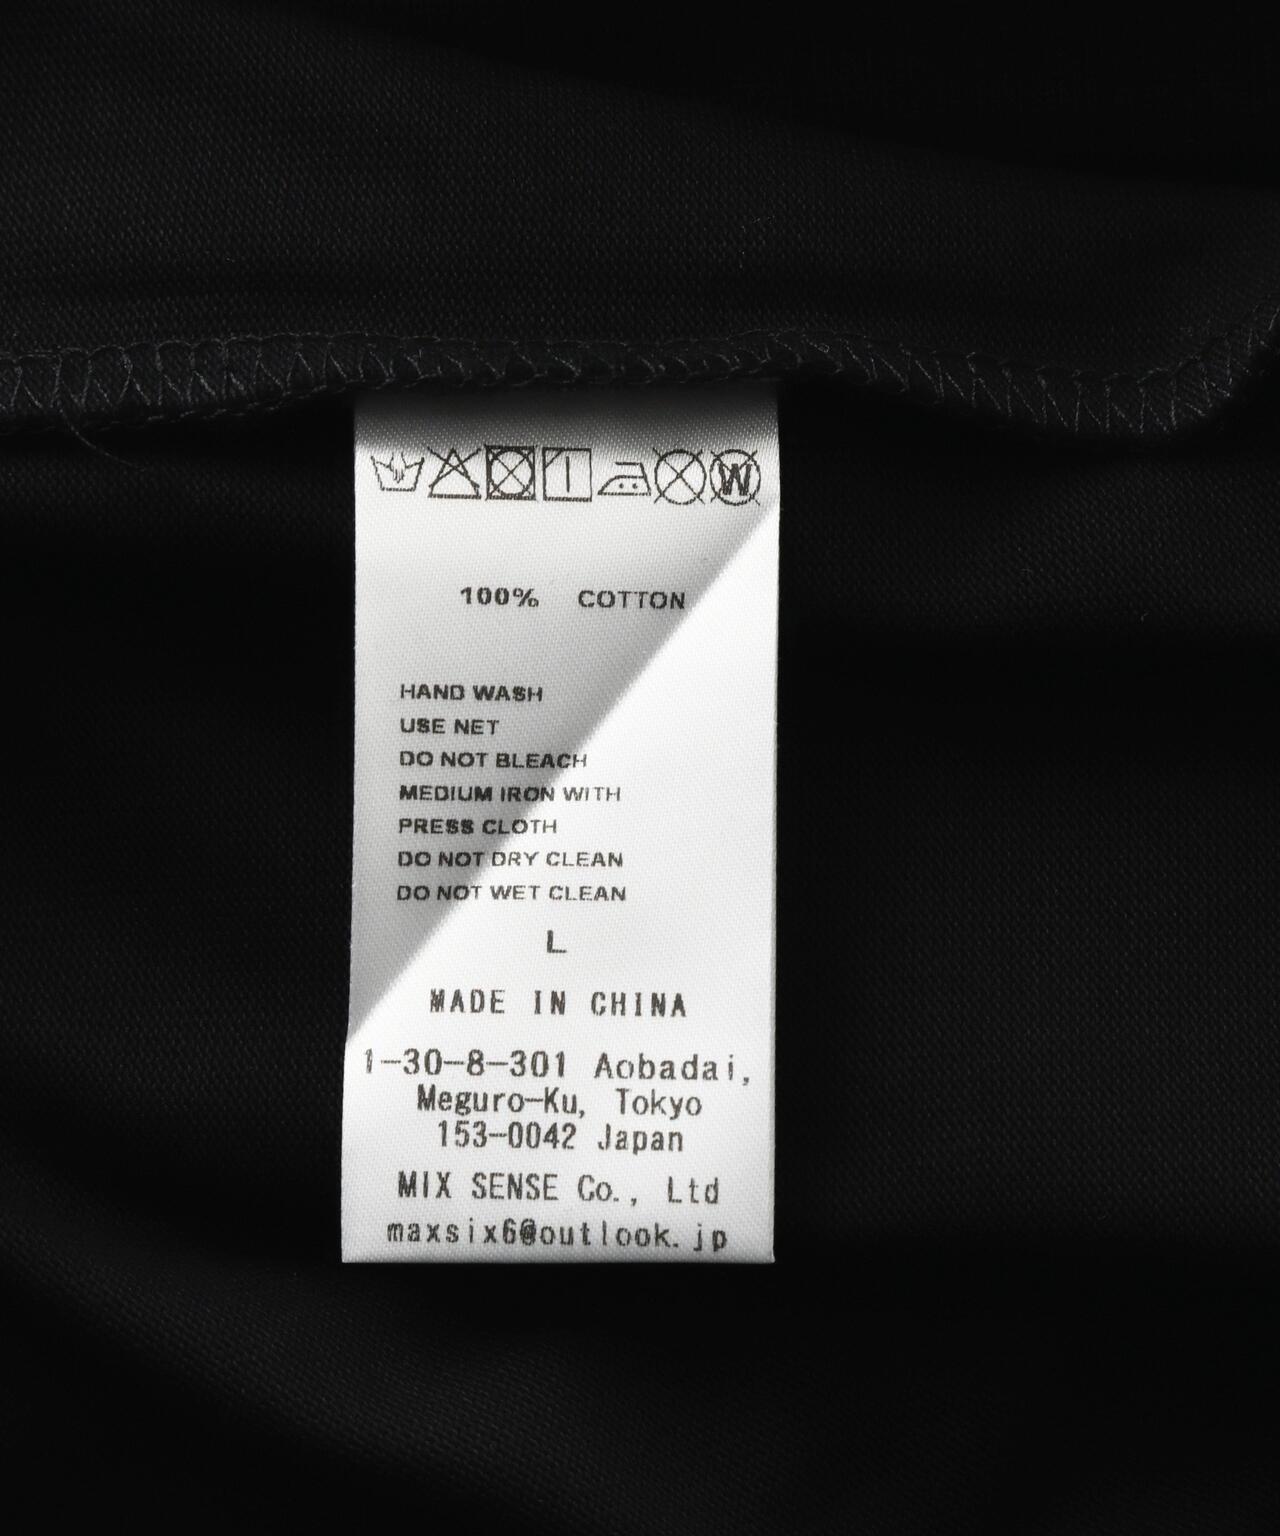 W
100% COTTON
HAND WASH
USE NET
DO NOT BLEACH
MEDIUM IRON WITH
PRESS CLOTH
DO NOT DRY CLEAN
DO NOT WET CLEAN
L
MADE IN CHINA
1-30-8-301 Aobadai,
Meguro-Ku, Tokyo
153-0042 Japan
MIX SENSE Co., Ltd
maxsix6@outlook.jp